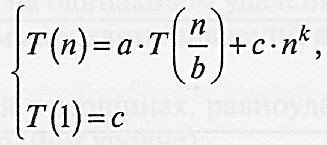 T(n) = a · T(n/b) + c · n^k,
T(1) = c